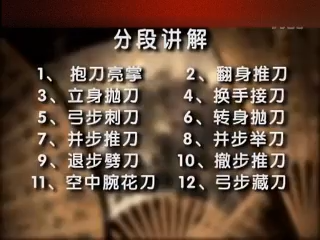 分段讲解
1、抱刀亮掌 2、翻身推刀
3、立身抛刀 4、换手接刀
5、弓步刺刀 6、转身抛刀
7、并步推刀 8、并步举刀
9、退步劈刀 10、撤步推刀
11、空中腕花刀 12、弓步藏刀